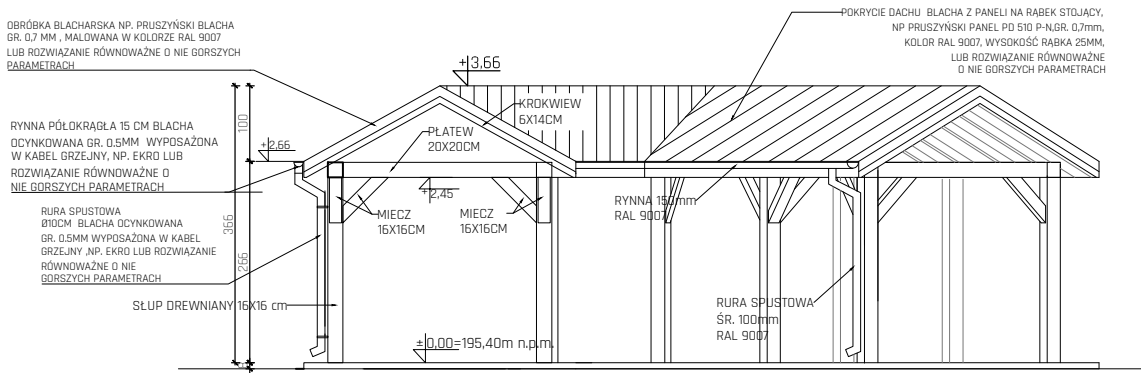 OBRÓBKA BLACHARSKA NP. PRUSZYŃSKI BLACHA
GR. 0,7 MM , MALOWANA W KOLORZE RAL 9007
LUB ROZWIĄZANIE RÓWNOWAŻNE O NIE GORSZYCH
PARAMETRACH
POKRYCIE DACHU BLACHA Z PANELI NA RĄBEK STOJĄCY,
NP PRUSZYŃSKI PANEL PD 510 P-N,GR. 0,7mm,
KOLOR RAL 9007, WYSOKOŚĆ RĄBKA 25MM,
LUB ROZWIĄZANIE RÓWNOWAŻNE
O NIE GORSZYCH PARAMETRACH
+3,66
KROKWIEW
6X14CM
PŁATEW
20X20CM
RYNNA PÓŁOKRĄGŁA 15 CM BLACHA
OCYNKOWANA GR. 0.5MM WYPOSAŻONA
W KABEL GRZEJNY, NP. EKRO LUB
ROZWIĄZANIE RÓWNOWAŻNE O
NIE GORSZYCH PARAMETRACH
100
+2,66
+2,45
MIECZ
16X16CM
MIECZ
16X16CM
RYNNA 150mm
RAL 9007
RURA SPUSTOWA
Ø10CM BLACHA OCYNKOWANA
GR. 0.5MM WYPOSAŻONA W KABEL
GRZEJNY ,NP. EKRO LUB ROZWIĄZANIE
RÓWNOWAŻNE O NIE
GORSZYCH PARAMETRACH
366
266
SŁUP DREWNIANY 16X16 cm
RURA SPUSTOWA
ŚR. 100mm
RAL 9007
±0,00=195,40m n.p.m.